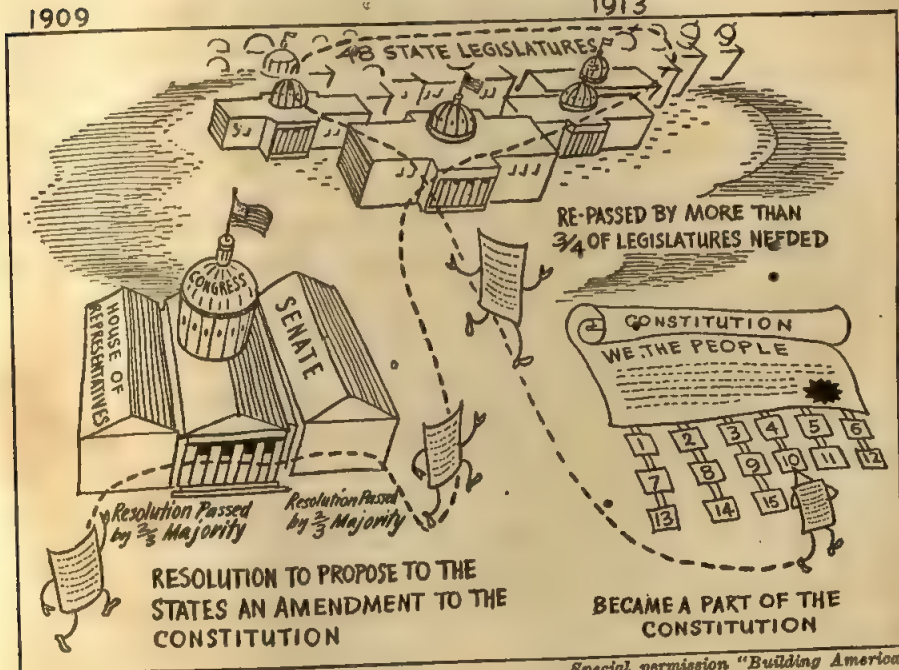 1909
1913
48 STATE LEGISLATURES
RE-PASSED BY MORE THAN
3/4 OF LEGISLATURES NEEDED
CONGRESS
HOUSE OF
REPRESENTATIVES
SENATE
CONSTITUTION
WE THE PEOPLE
1 2 3 4 5 6
7 8 9 10 11 12
13 14 15
Resolution Passed
by 2/3 Majority
Resolution Passed
by 2/3 Majority
RESOLUTION TO PROPOSE TO THE
STATES AN AMENDMENT TO THE
CONSTITUTION
BECAME A PART OF THE
CONSTITUTION
Special permission "Building America